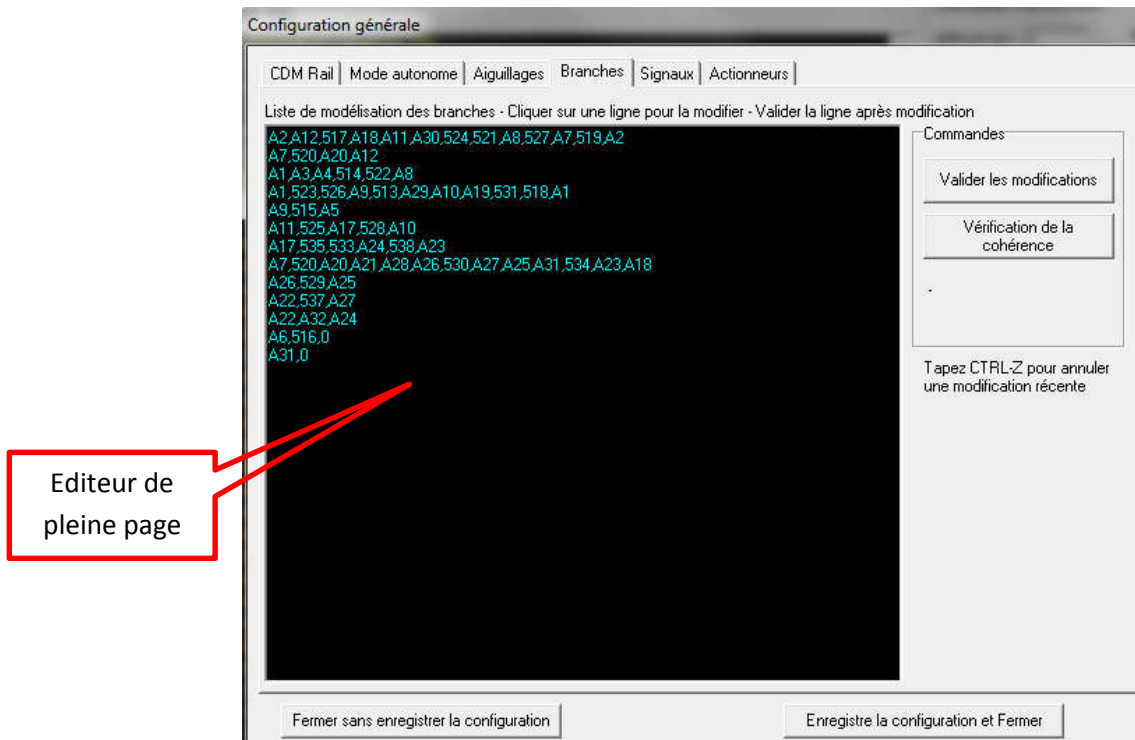 Configuration générale
CDM Rail Mode autonome Aiguillages Branches Signaux Actionneurs
Liste de modélisation des branches - Cliquer sur une ligne pour la modifier - Valider la ligne après modification
A2,A12,517,A18,A11,A30,524,521,A8,527,A7,519,A2
A7,520,A20,A12
A1,A3,A4,514,522,A8
A1,523,526,A9,513,A29,A10,A19,531,518,A1
A9,515,A5
A11,525,A17,528,A10
A17,535,533,A24,538,A23
A7,520,A20,A21,A28,A26,530,A27,A25,A31,534,A23,A18
A26,529,A25
A22,537,A27
A22,A32,A24
A6,516,0
A31,0
Commandes
Valider les modifications
Vérification de la
cohérence
-
Tapez CTRL-Z pour annuler
une modification récente
Editeur de
pleine page
Fermer sans enregistrer la configuration
Enregistre la configuration et Fermer